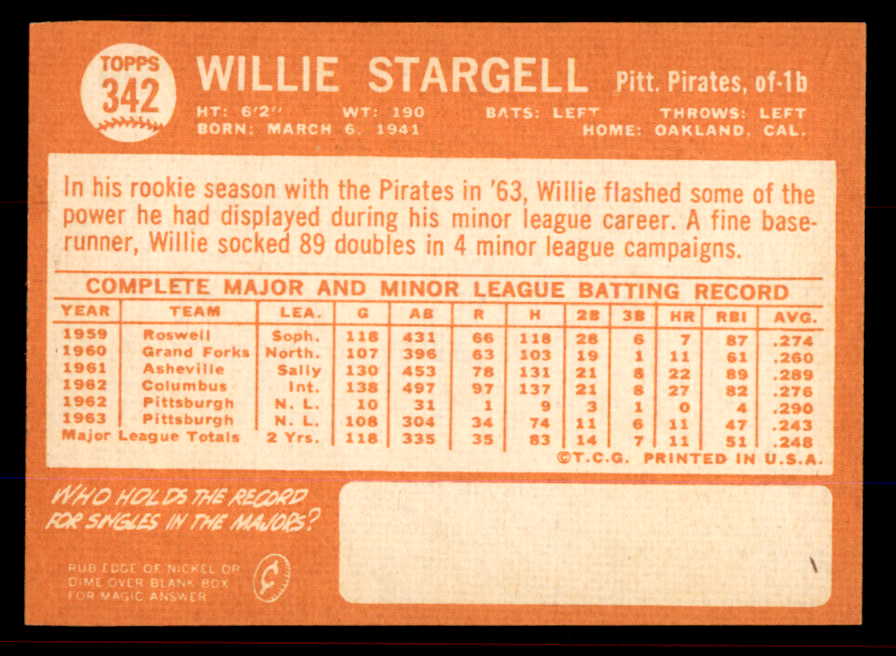 TOPPS
342
WILLIE STARGELL Pitt. Pirates, of-1b
HT: 6'2" WT: 190 BATS: LEFT THROWS: LEFT
BORN: MARCH 6, 1941 HOME: OAKLAND, CAL.
In his rookie season with the Pirates in '63, Willie flashed some of the
power he had displayed during his minor league career. A fine base-
runner, Willie socked 89 doubles in 4 minor league campaigns.
COMPLETE MAJOR AND MINOR LEAGUE BATTING RECORD
YEAR TEAM LEA. G AB R H 2B 3B HR RBI AVG.
1959 Roswell Soph. 118 431 66 118 28 6 7 87 .274
1960 Grand Forks North. 107 396 63 103 19 1 11 61 .260
1961 Asheville Sally 130 453 78 131 21 8 22 89 .289
1962 Columbus Int. 138 497 97 137 21 8 27 82 .276
1962 Pittsburgh N. L. 10 31 1 9 3 1 0 4 .290
1963 Pittsburgh N. L. 108 304 34 74 11 6 11 47 .243
Major League Totals 2 Yrs. 118 335 35 83 14 7 11 51 .248
©T.C.G. PRINTED IN U.S.A.
WHO HOLDS THE RECORD
FOR SINGLES IN THE MAJORS?
RUB EDGE OF NICKEL OR
DIME OVER BLANK BOX
FOR MAGIC ANSWER
¢